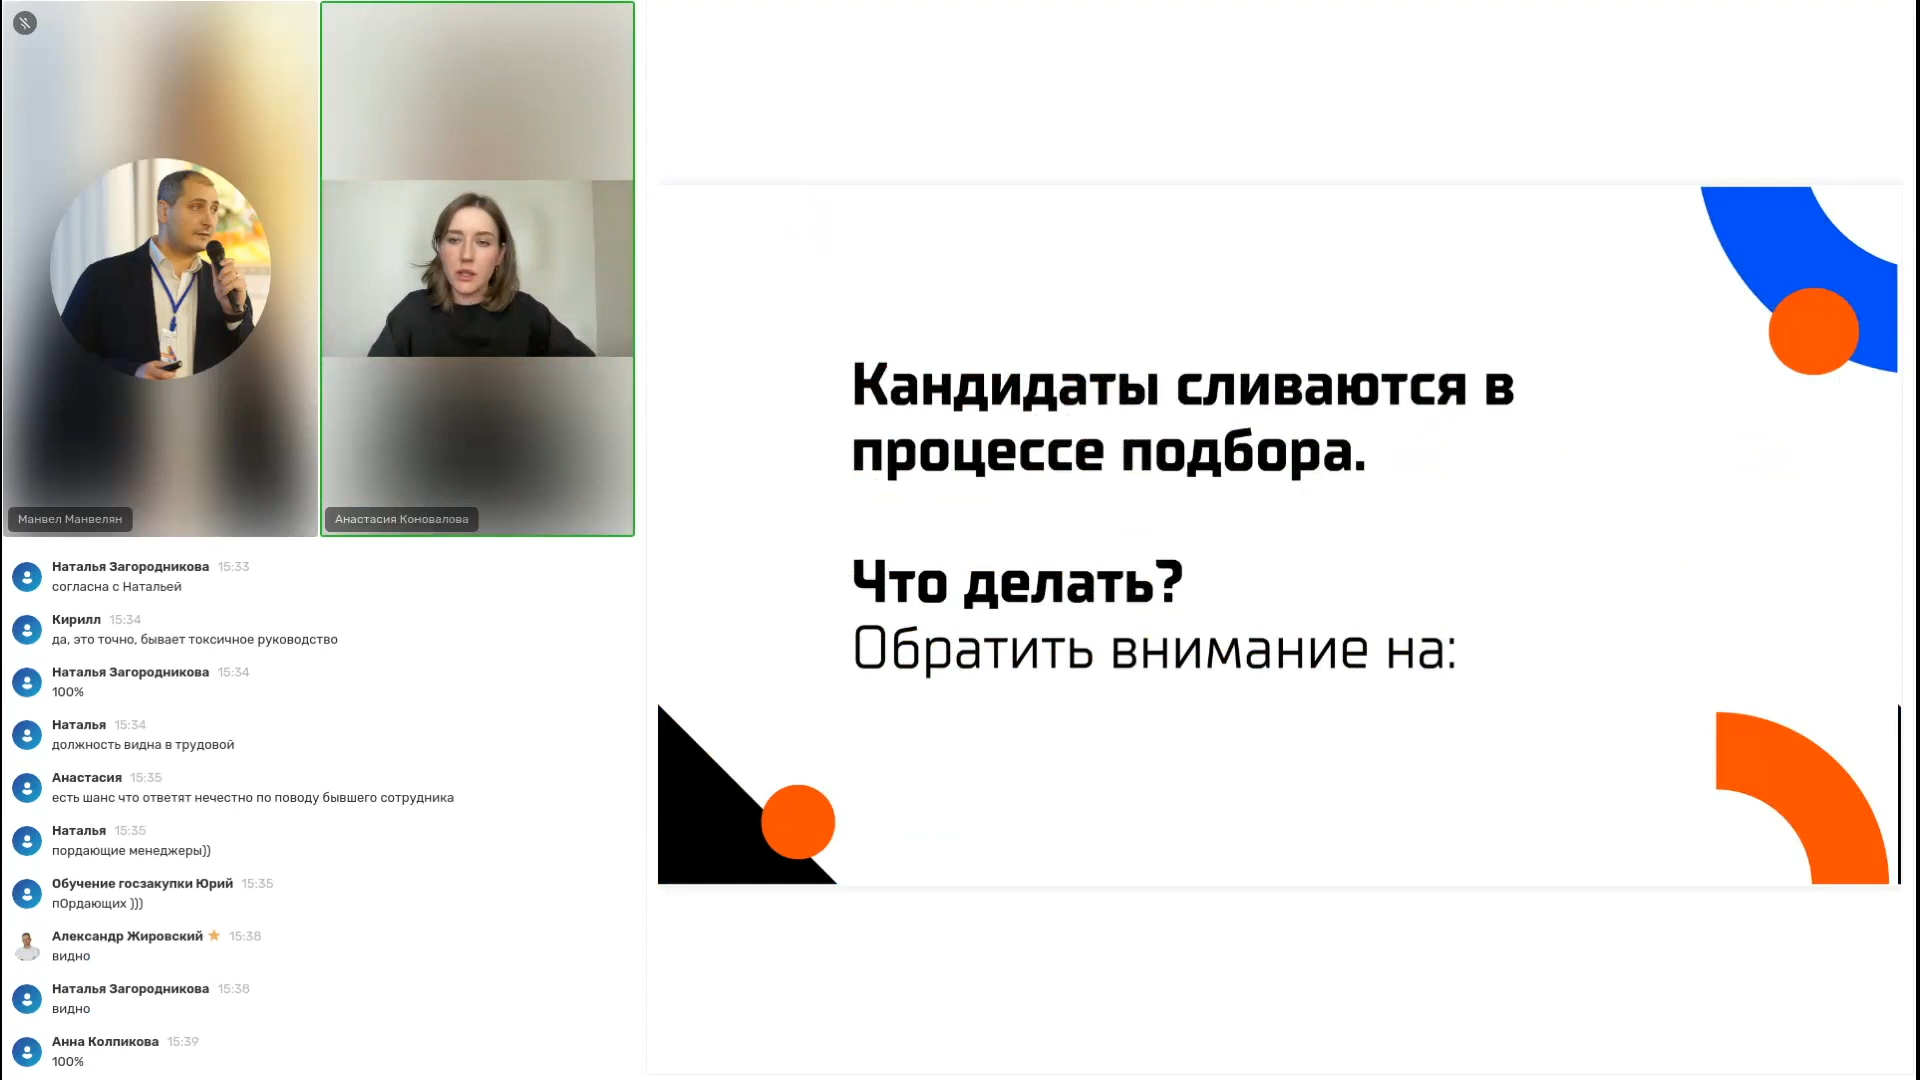 Манвел Манвелян
Анастасия Коновалова
Наталья Загородникова 15:33
согласна с Натальей
Кирилл 15:34
да, это точно, бывает токсичное руководство
Наталья Загородникова 15:34
100%
Наталья 15:34
должность видна в трудовой
Анастасия 15:35
есть шанс что ответят нечестно по поводу бывшего сотрудника
Наталья 15:35
пордающие менеджеры))
Обучение госзакупки Юрий 15:35
пОрдающих )))
Александр Жировский 15:38
видно
Наталья Загородникова 15:38
видно
Анна Колпикова 15:39
100%
Кандидаты сливаются в
процессе подбора.
Что делать?
Обратить внимание на: